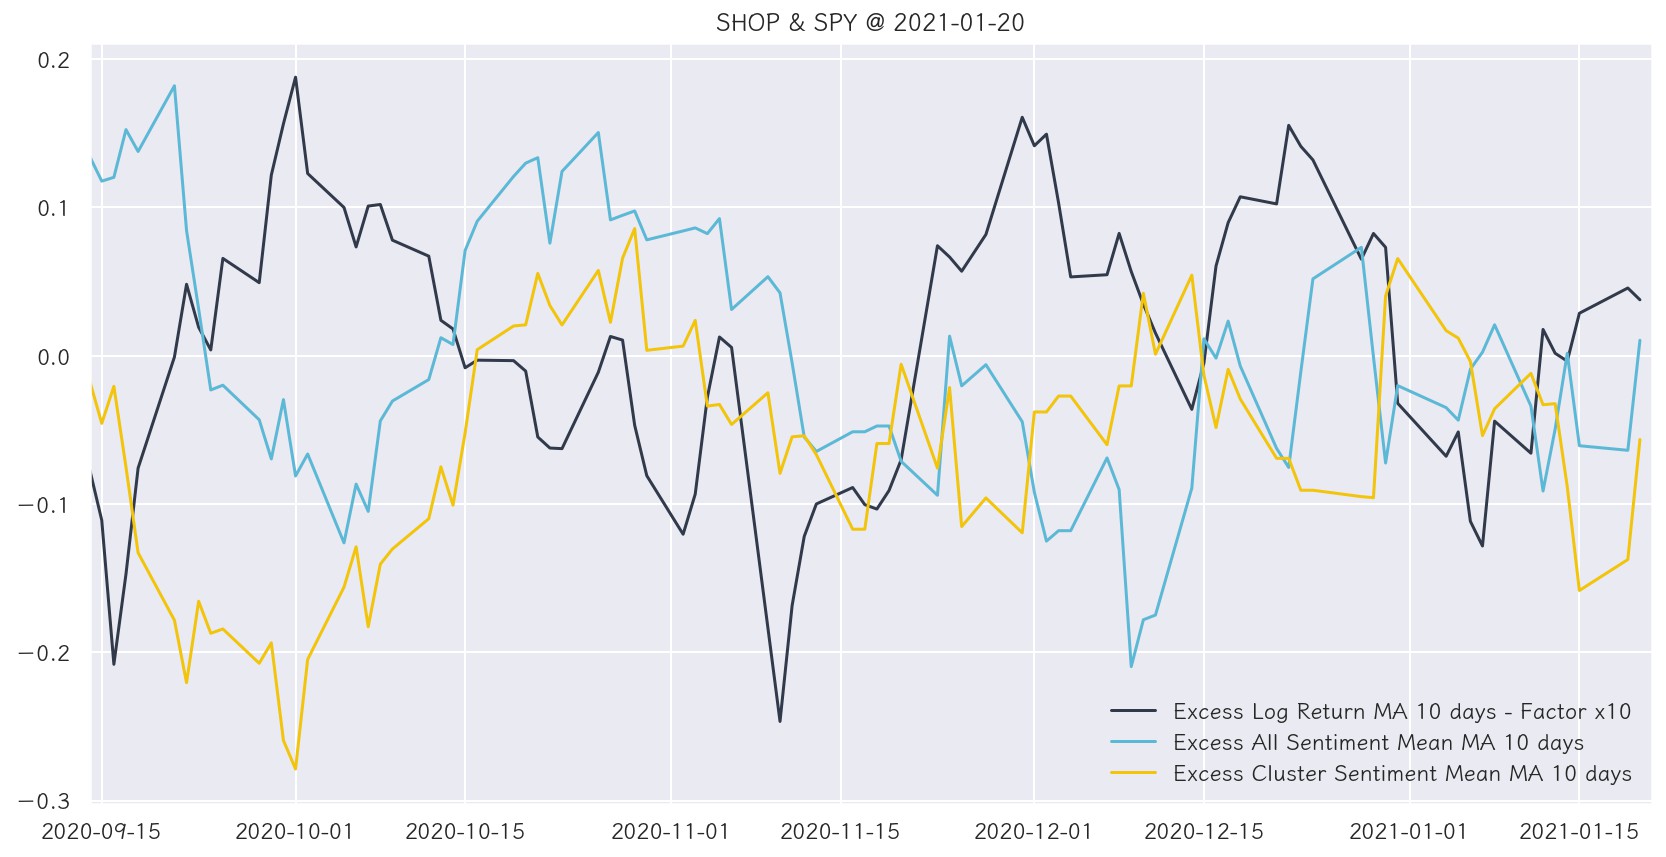 SHOP & SPY @ 2021-01-20
0.2
0.1
0.0
−0.1
−0.2
−0.3
Excess Log Return MA 10 days - Factor x10
Excess All Sentiment Mean MA 10 days
Excess Cluster Sentiment Mean MA 10 days
2020-09-15 2020-10-01 2020-10-15 2020-11-01 2020-11-15 2020-12-01 2020-12-15 2021-01-01 2021-01-15